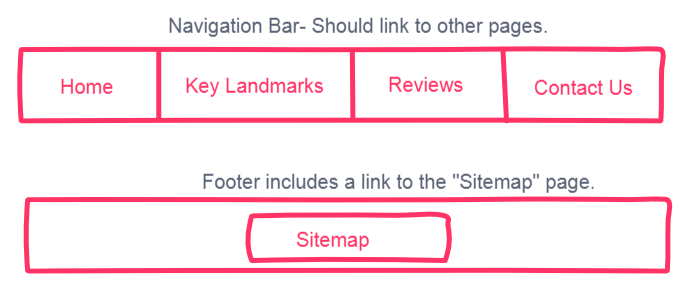 Navigation Bar- Should link to other pages.
Home
Key Landmarks
Reviews
Contact Us
Footer includes a link to the "Sitemap" page.
Sitemap